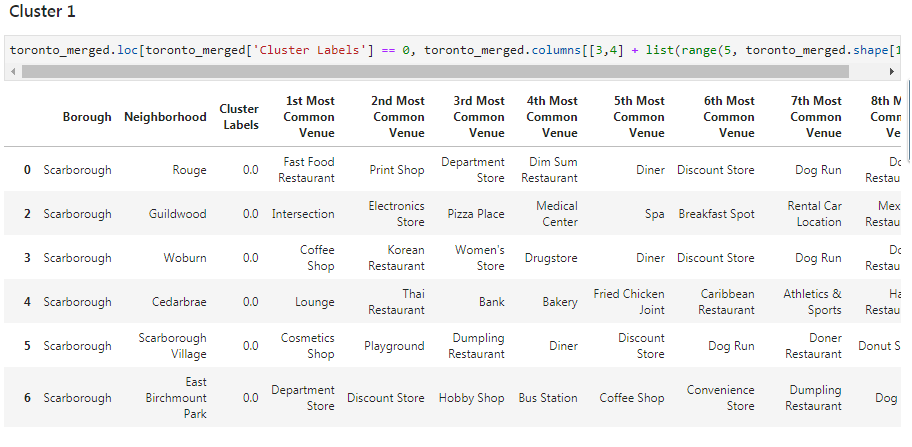 Cluster 1
toronto_merged.loc[toronto_merged['Cluster Labels'] == 0, toronto_merged.columns[[3,4] + list(range(5, toronto_merged.shape[1
Borough Neighborhood Cluster Labels 1st Most Common Venue 2nd Most Common Venue 3rd Most Common Venue 4th Most Common Venue 5th Most Common Venue 6th Most Common Venue 7th Most Common Venue 8th M Comn Ve
0 Scarborough Rouge 0.0 Fast Food Restaurant Print Shop Department Store Dim Sum Restaurant Diner Discount Store Dog Run Do Restau
2 Scarborough Guildwood 0.0 Intersection Electronics Store Pizza Place Medical Center Spa Breakfast Spot Rental Car Location Mex Restau
3 Scarborough Woburn 0.0 Coffee Shop Korean Restaurant Women's Store Drugstore Diner Discount Store Dog Run Do Restau
4 Scarborough Cedarbrae 0.0 Lounge Thai Restaurant Bank Bakery Fried Chicken Joint Caribbean Restaurant Athletics & Sports Ha Restau
5 Scarborough Scarborough Village 0.0 Cosmetics Shop Playground Dumpling Restaurant Diner Discount Store Dog Run Doner Restaurant Donut S
6 Scarborough East Birchmount Park 0.0 Department Store Discount Store Hobby Shop Bus Station Coffee Shop Convenience Store Dumpling Restaurant Dog